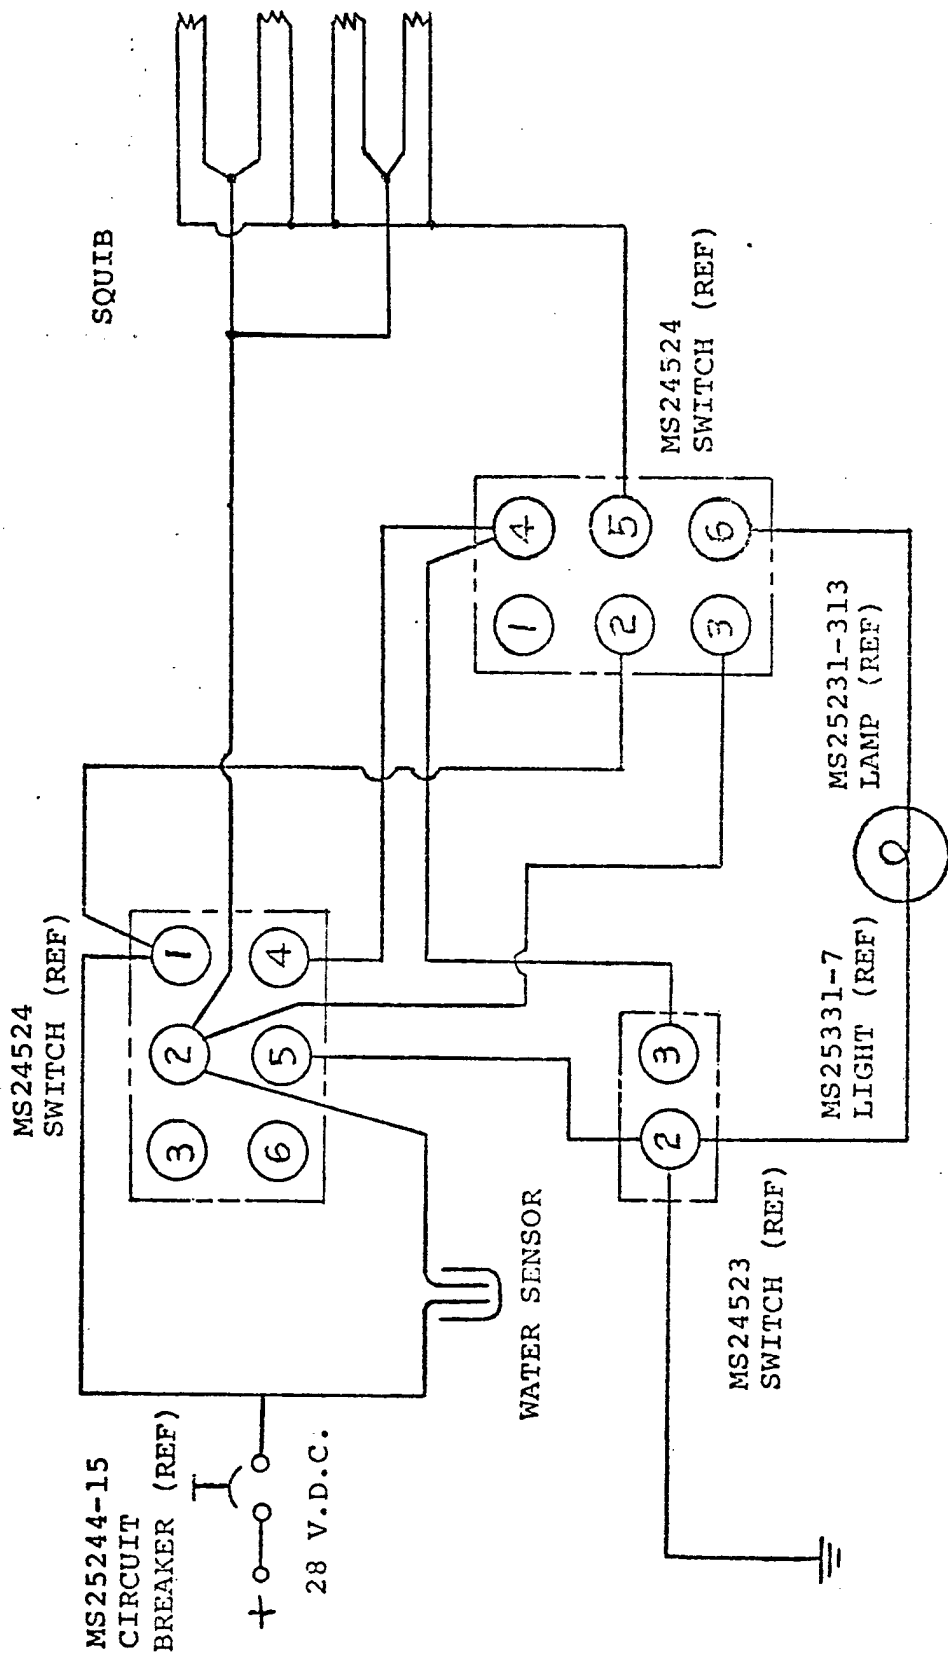 MS25244-15
CIRCUIT
BREAKER (REF)
+
28 V.D.C.
MS24524
SWITCH (REF)
3
2
1
6
5
4
WATER SENSOR
SQUIB
MS24523
SWITCH (REF)
2
3
MS24524
SWITCH (REF)
1
4
2
5
3
6
MS25331-7
LIGHT (REF)
MS25231-313
LAMP (REF)